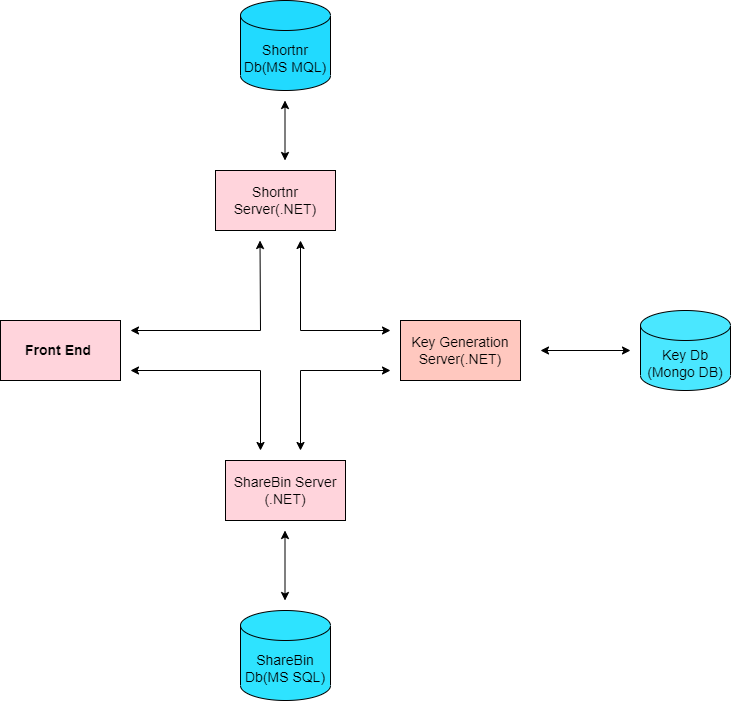 Shortnr
Db(MS MQL)
Shortnr
Server(.NET)
Front End
Key Generation
Server(.NET)
Key Db
(Mongo DB)
ShareBin Server
(.NET)
ShareBin
Db(MS SQL)